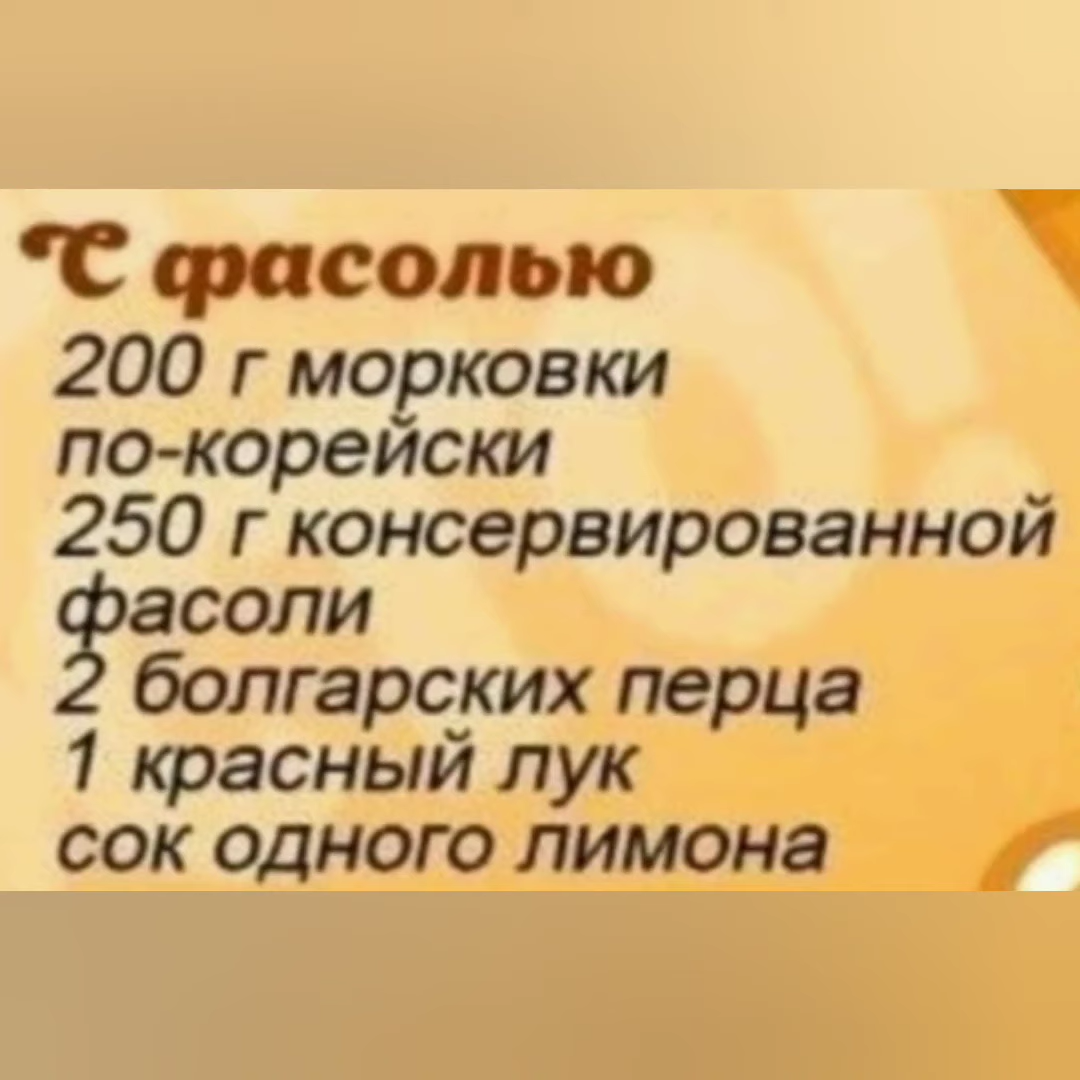 С фасолью
200 г морковки
по-корейски
250 г консервированной
фасоли
2 болгарских перца
1 красный лук
сок одного лимона